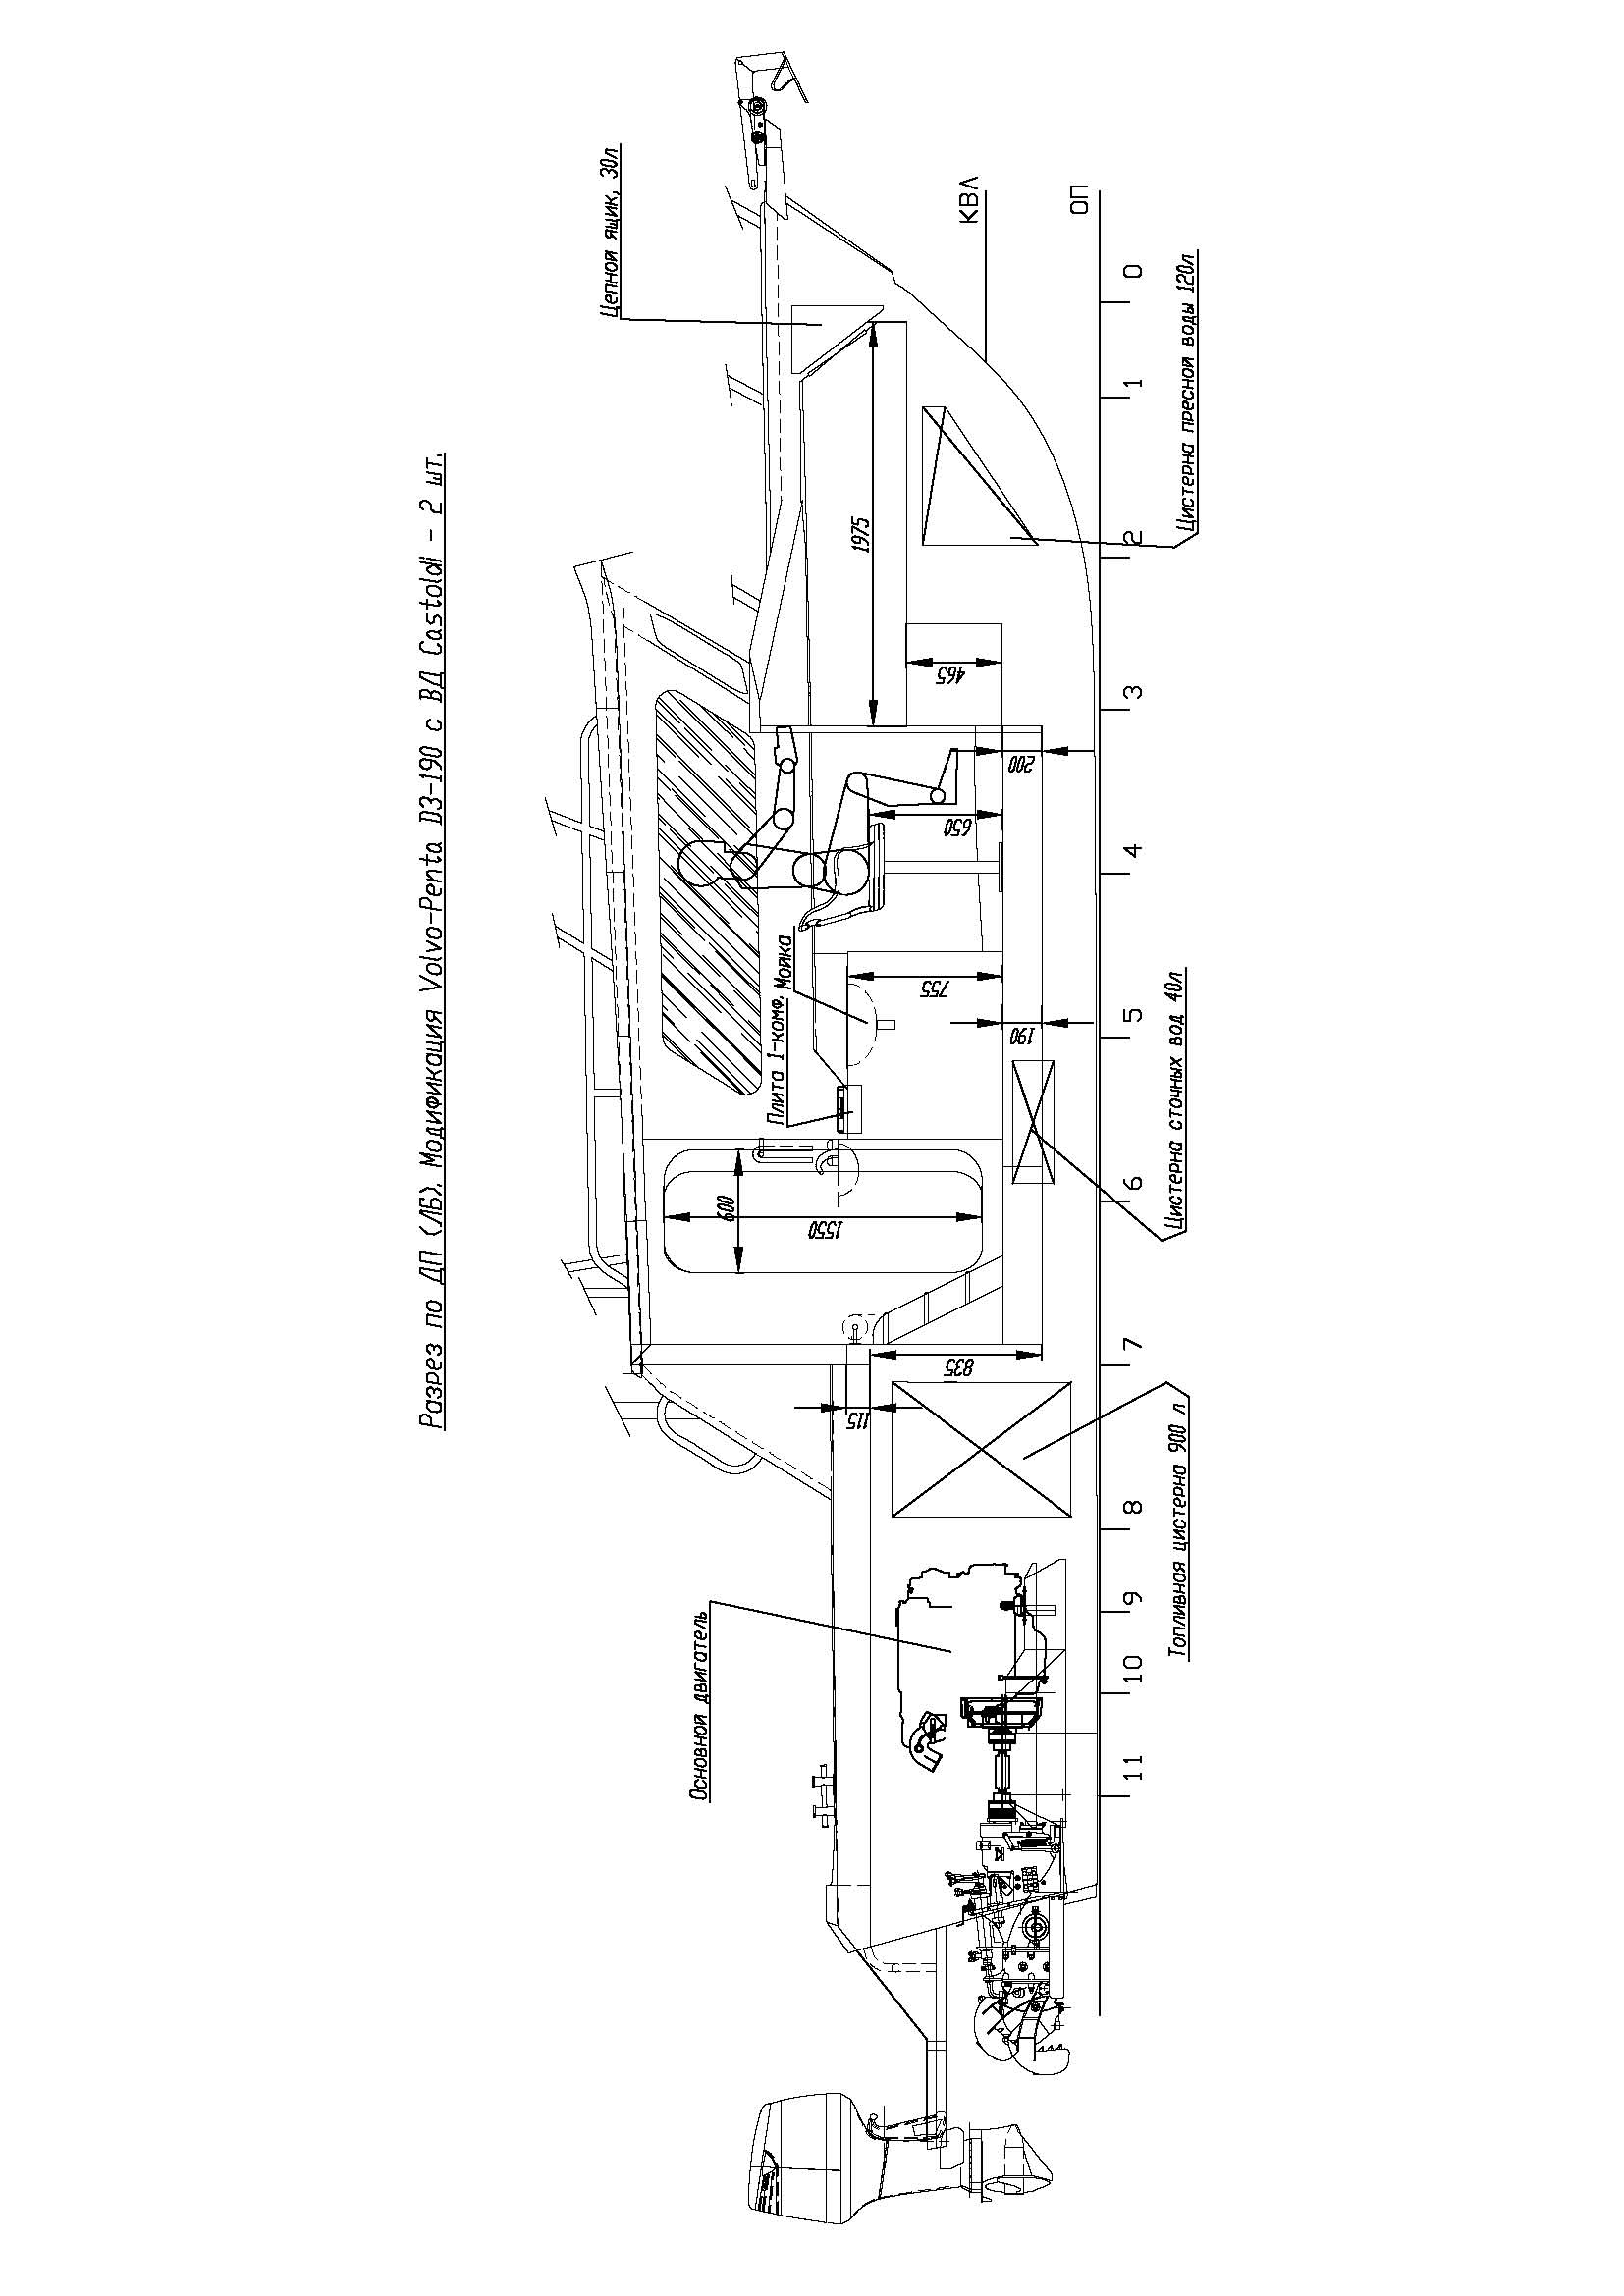 Разрез по ДП (ЛБ). Модификация Volvo-Penta D3-190 с ВД Castoldi - 2 шт.
Цепной ящик, 30л
Основной двигатель
Плита 1-комф.
Мойка
600
1550
1975
465
200
650
755
190
835
115
КВЛ
ОП
11
10
9
8
7
6
5
4
3
2
1
0
Топливная цистерна 900 л
Цистерна сточных вод 40л
Цистерна пресной воды 120л